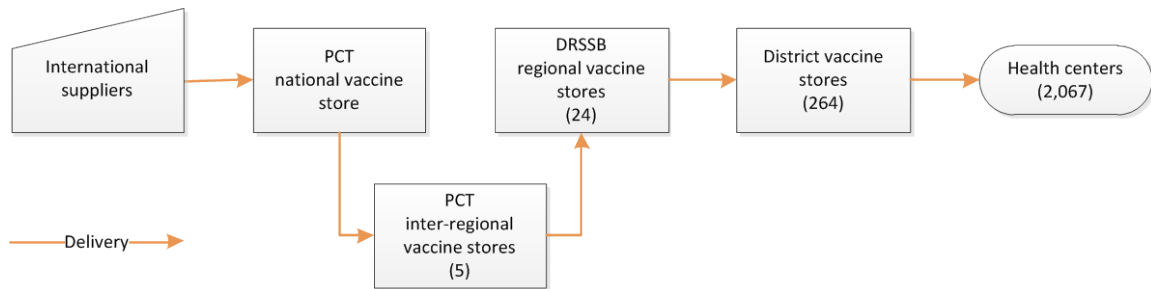 International
suppliers
PCT
national vaccine
store
PCT
inter-regional
vaccine stores
(5)
DRSSB
regional vaccine
stores
(24)
District vaccine
stores
(264)
Health centers
(2,067)
Delivery